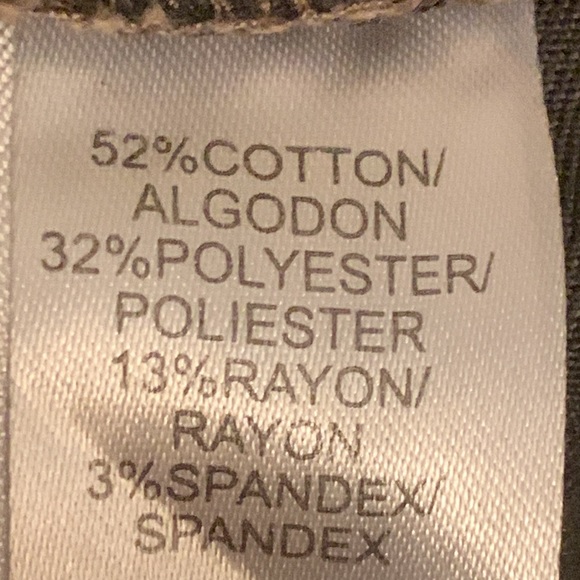 52%COTTON/
ALGODON
32%POLYESTER/
POLIESTER
13%RAYON/
RAYON
3%SPANDEX/
SPANDEX